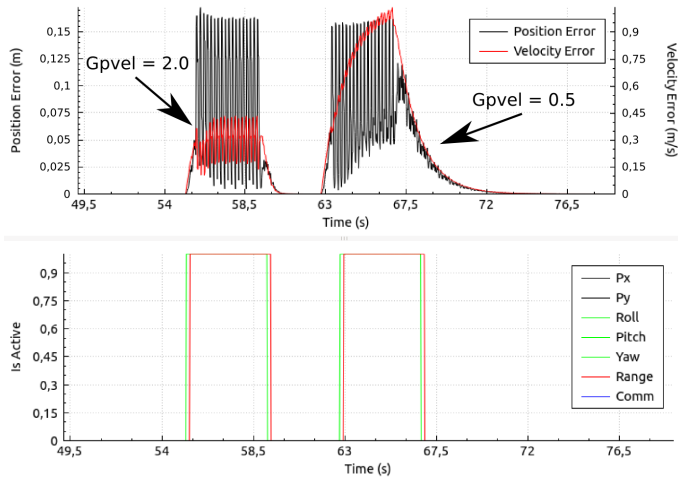 Position Error (m)
0,15
0,125
0,1
0,075
0,05
0,025
0
Gpvel = 2.0
Gpvel = 0.5
Position Error
Velocity Error
0,9
0,75
0,6
0,45
0,3
0,15
0
Velocity Error (m/s)
49,5 54 58,5 63 67,5 72 76,5
Time (s)
Is Active
0,9
0,75
0,6
0,45
0,3
0,15
0
Px
Py
Roll
Pitch
Yaw
Range
Comm
49,5 54 58,5 63 67,5 72 76,5
Time (s)